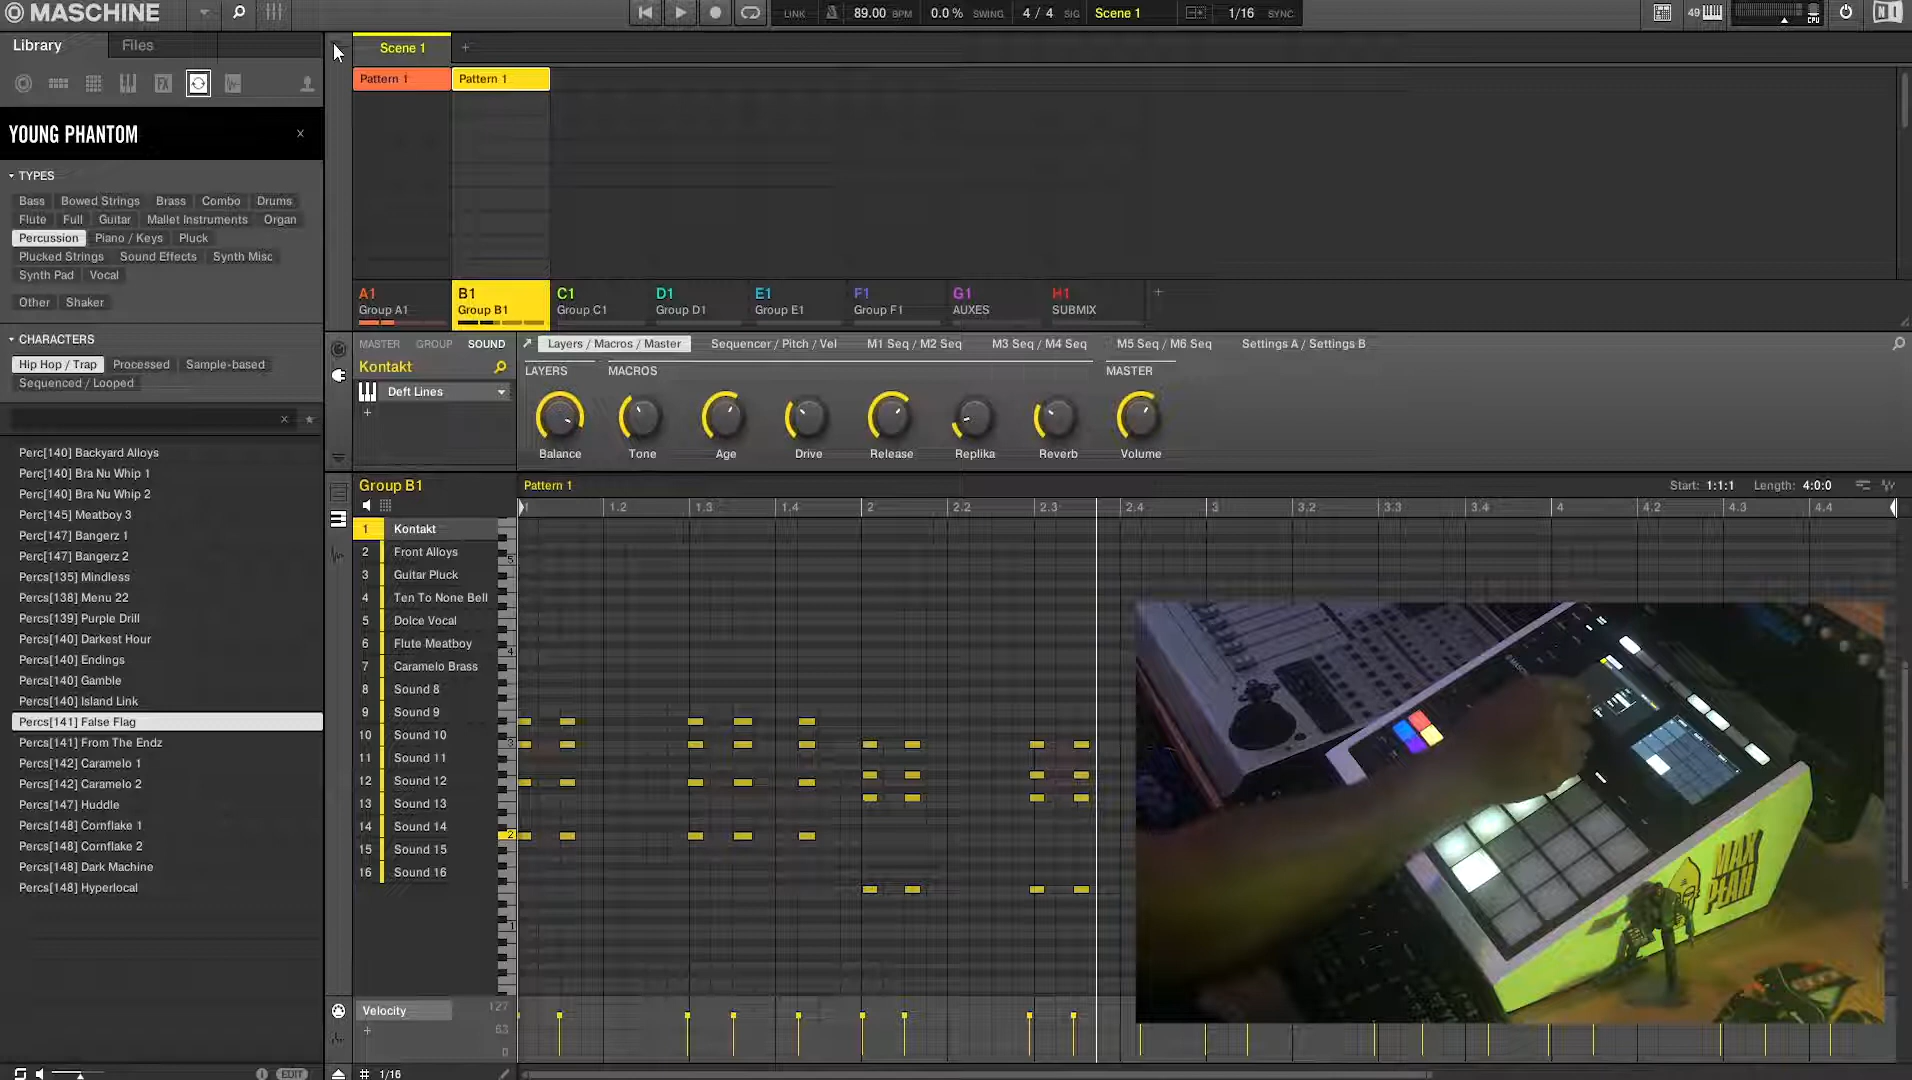 MASCHINE
LINK 89.00 BPM 0.0 % SWING 4 / 4 SIG Scene 1 1/16 SYNC
49 CPU
Library Files
Scene 1 +
Pattern 1 Pattern 1
YOUNG PHANTOM ×
TYPES
Bass Bowed Strings Brass Combo Drums
Flute Full Guitar Mallet Instruments Organ
Percussion Piano / Keys Pluck
Plucked Strings Sound Effects Synth Misc
Synth Pad Vocal
Other Shaker
CHARACTERS
Hip Hop / Trap Processed Sample-based
Sequenced / Looped
Perc[140] Backyard Alloys
Perc[140] Bra Nu Whip 1
Perc[140] Bra Nu Whip 2
Perc[145] Meatboy 3
Perc[147] Bangerz 1
Perc[147] Bangerz 2
Percs[135] Mindless
Percs[138] Menu 22
Percs[139] Purple Drill
Percs[140] Darkest Hour
Percs[140] Endings
Percs[140] Gamble
Percs[140] Island Link
Percs[141] False Flag
Percs[141] From The Endz
Percs[142] Caramelo 1
Percs[142] Caramelo 2
Percs[147] Huddle
Percs[148] Cornflake 1
Percs[148] Cornflake 2
Percs[148] Dark Machine
Percs[148] Hyperlocal
EDIT
A1 B1 C1 D1 E1 F1 G1 H1 +
Group A1 Group B1 Group C1 Group D1 Group E1 Group F1 AUXES SUBMIX
MASTER GROUP SOUND
Layers / Macros / Master Sequencer / Pitch / Vel M1 Seq / M2 Seq M3 Seq / M4 Seq M5 Seq / M6 Seq Settings A / Settings B
Kontakt
Deft Lines
+
LAYERS MACROS MASTER
Balance Tone Age Drive Release Replika Reverb Volume
Group B1
Pattern 1 Start: 1:1:1 Length: 4:0:0
1 1.2 1.3 1.4 2 2.2 2.3 2.4 3 3.2 3.3 3.4 4 4.2 4.3 4.4
1 Kontakt
2 Front Alloys
3 Guitar Pluck
4 Ten To None Bell
5 Dolce Vocal
6 Flute Meatboy
7 Caramelo Brass
8 Sound 8
9 Sound 9
10 Sound 10
11 Sound 11
12 Sound 12
13 Sound 13
14 Sound 14
15 Sound 15
16 Sound 16
5
4
3
2
1
Velocity 127
+ 63
0
1/16
MAX
PTAH